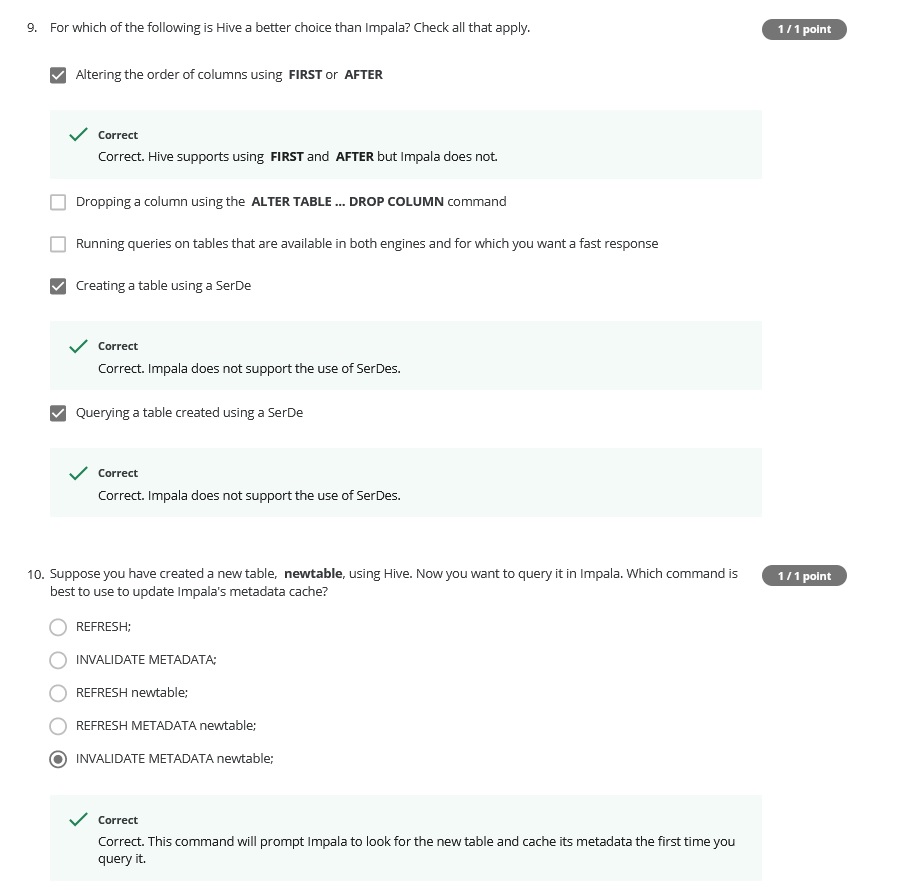 9. For which of the following is Hive a better choice than Impala? Check all that apply.
1 / 1 point
Altering the order of columns using FIRST or AFTER
Correct
Correct. Hive supports using FIRST and AFTER but Impala does not.
Dropping a column using the ALTER TABLE ... DROP COLUMN command
Running queries on tables that are available in both engines and for which you want a fast response
Creating a table using a SerDe
Correct
Correct. Impala does not support the use of SerDes.
Querying a table created using a SerDe
Correct
Correct. Impala does not support the use of SerDes.
10. Suppose you have created a new table, newtable, using Hive. Now you want to query it in Impala. Which command is
best to use to update Impala's metadata cache?
1 / 1 point
REFRESH;
INVALIDATE METADATA;
REFRESH newtable;
REFRESH METADATA newtable;
INVALIDATE METADATA newtable;
Correct
Correct. This command will prompt Impala to look for the new table and cache its metadata the first time you
query it.